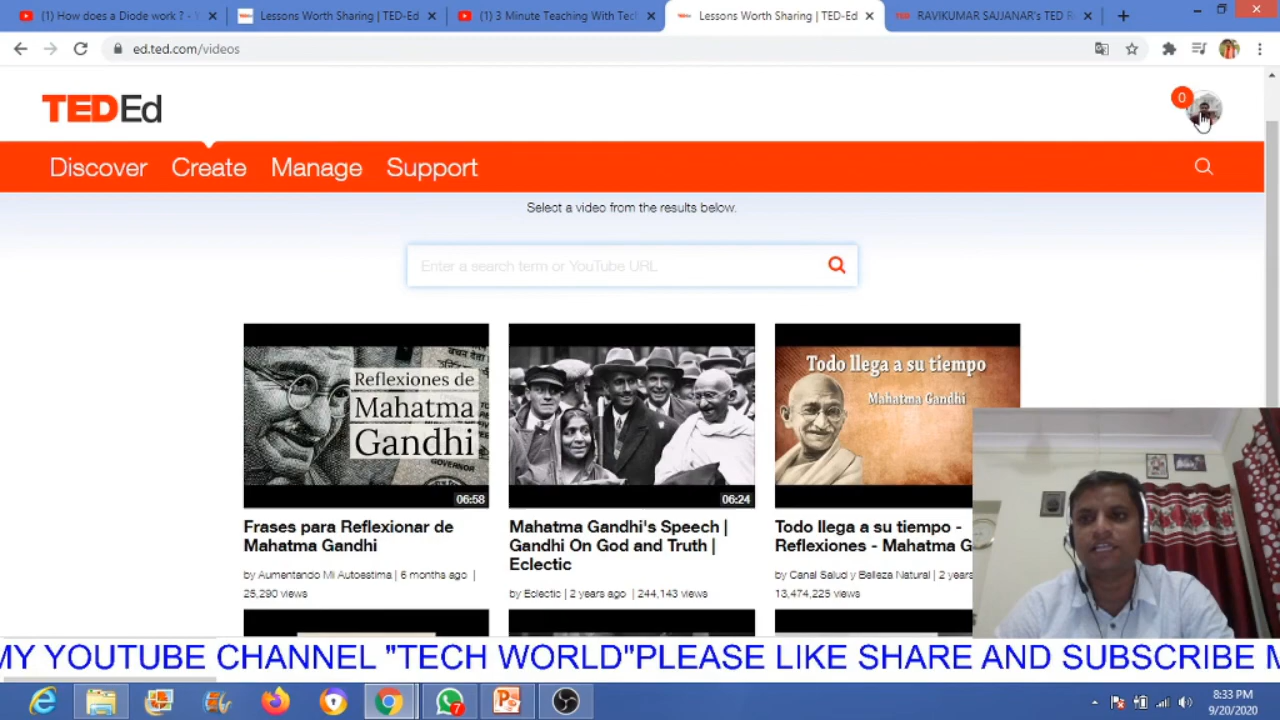 (1) How does a Diode work ? - Y
Lessons Worth Sharing | TED-Ed
(1) 3 Minute Teaching With Tech
Lessons Worth Sharing | TED-Ed
RAVIKUMAR SAJJANAR's TED
ed.ted.com/videos
TEDEd
0
Discover Create Manage Support
Select a video from the results below.
Enter a search term or YouTube URL
Reflexiones de
Mahatma
Gandhi
06:58
06:24
Todo llega a su tiempo
Mahatma Gandhi
Frases para Reflexionar de
Mahatma Gandhi
by Aumentando Mi Autoestima | 6 months ago |
25,290 views
Mahatma Gandhi's Speech |
Gandhi On God and Truth |
Eclectic
by Eclectic | 2 years ago | 244,143 views
Todo llega a su tiempo -
Reflexiones - Mahatma G
by Canal Salud y Belleza Natural | 2 years
13,474,225 views
MY YOUTUBE CHANNEL "TECH WORLD"PLEASE LIKE SHARE AND SUBSCRIBE M
7
8:33 PM
9/20/2020